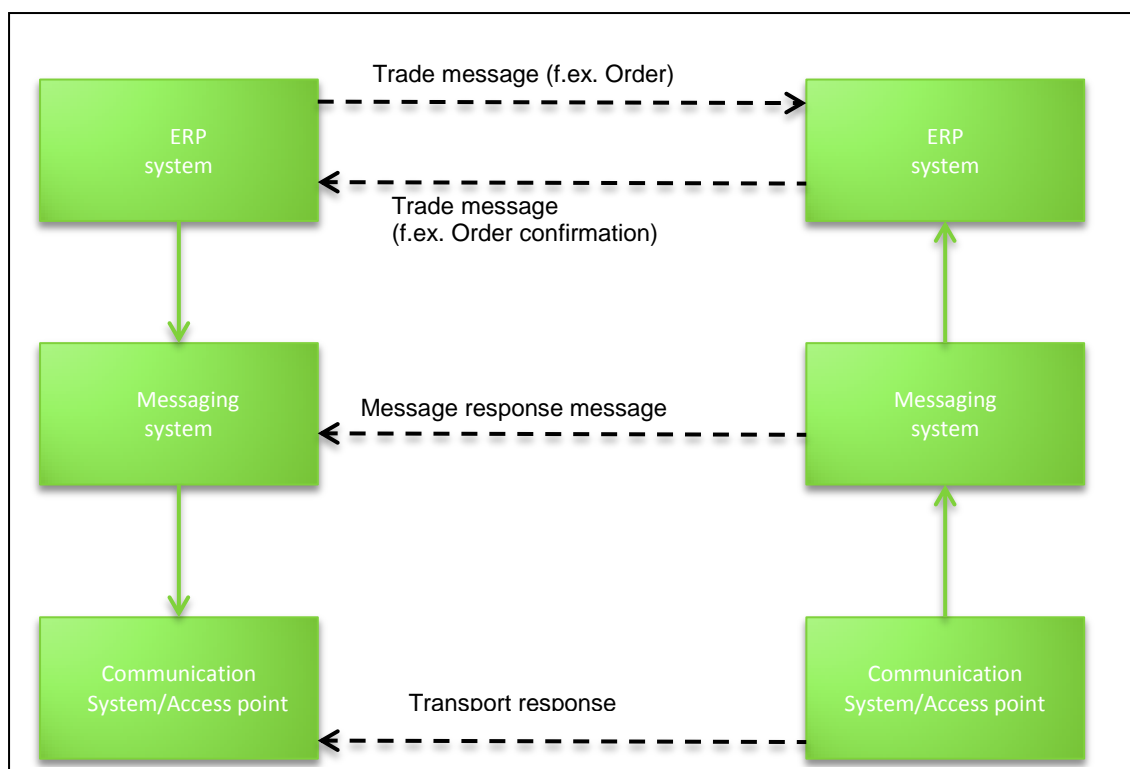 Trade message (f.ex. Order)
ERP
system
ERP
system
Trade message
(f.ex. Order confirmation)
Messaging
system
Message response message
Messaging
system
Communication
System/Access point
Transport response
Communication
System/Access point